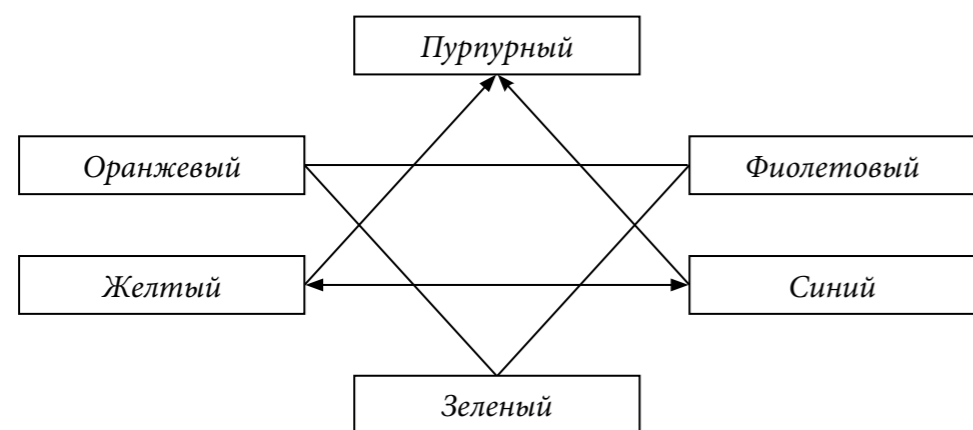 Пурпурный
Оранжевый
Фиолетовый
Желтый
Синий
Зеленый